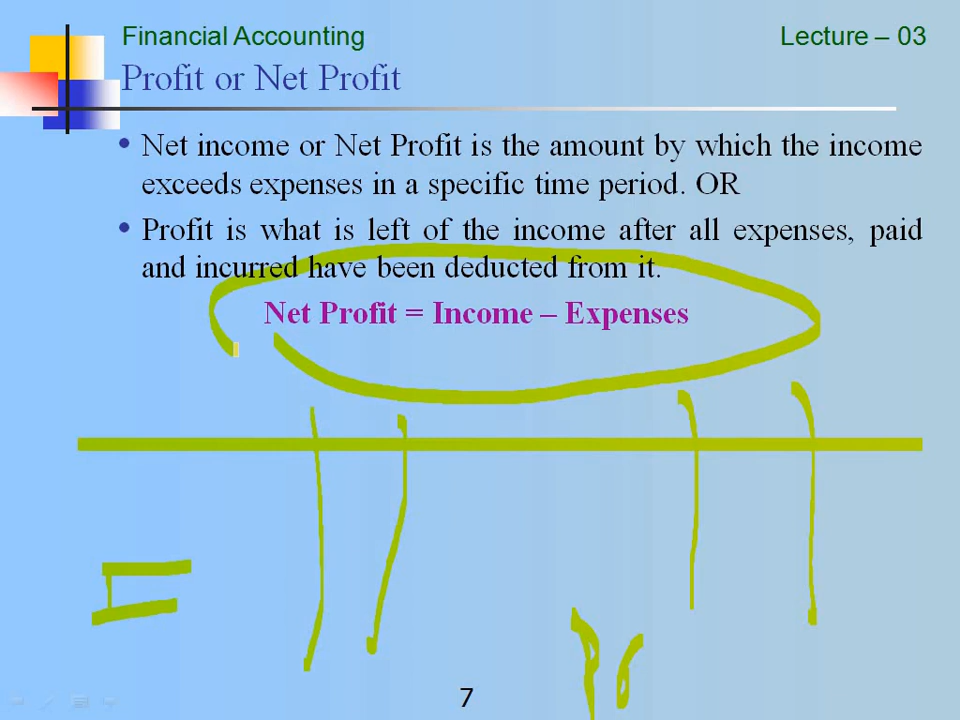 Financial Accounting
Lecture – 03
Profit or Net Profit
• Net income or Net Profit is the amount by which the income
exceeds expenses in a specific time period. OR
• Profit is what is left of the income after all expenses, paid
and incurred have been deducted from it.
Net Profit = Income – Expenses
7